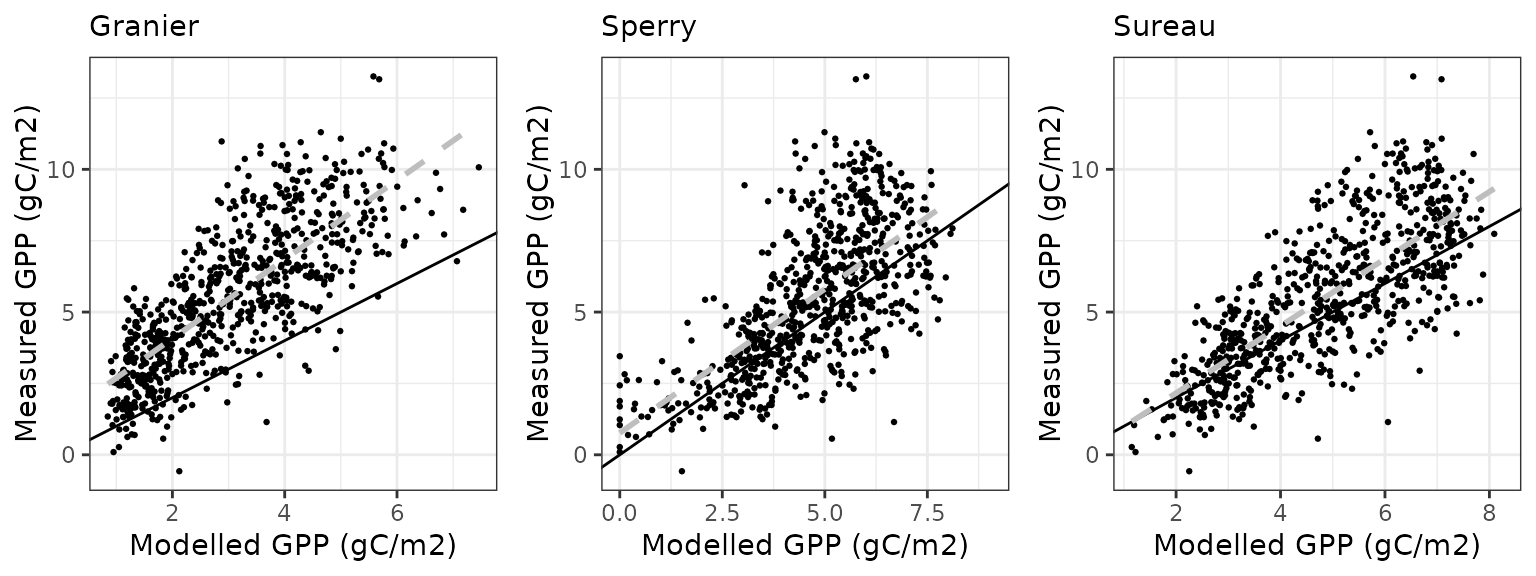 Granier
Measured GPP (gC/m2)
10
5
0
2 4 6
Modelled GPP (gC/m2)
Sperry
Measured GPP (gC/m2)
10
5
0
0.0 2.5 5.0 7.5
Modelled GPP (gC/m2)
Sureau
Measured GPP (gC/m2)
10
5
0
2 4 6 8
Modelled GPP (gC/m2)